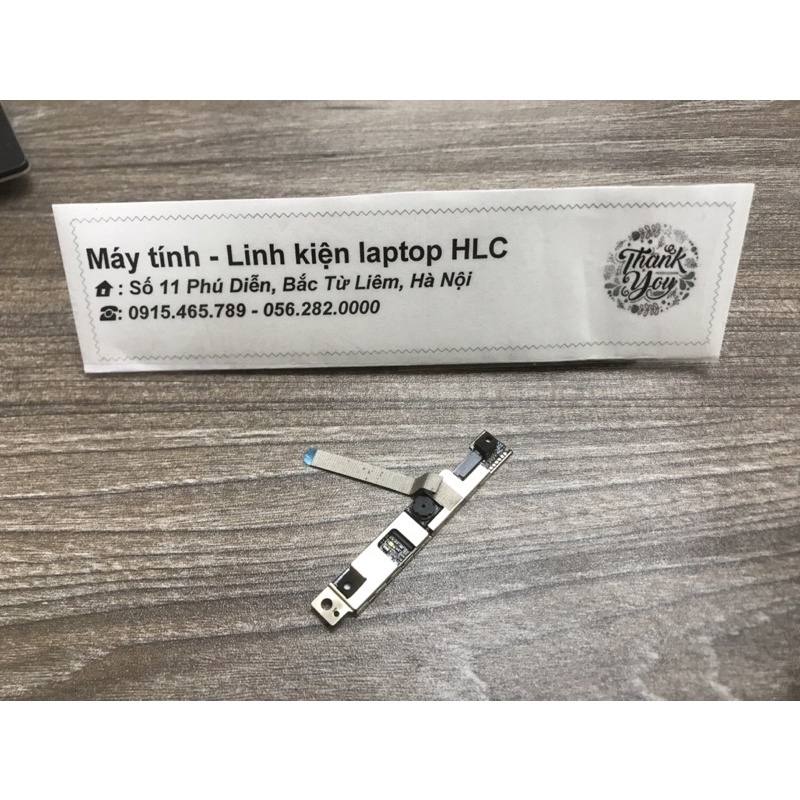 Máy tính - Linh kiện laptop HLC
: Số 11 Phú Diễn, Bắc Từ Liêm, Hà Nội
: 0915.465.789 - 056.282.0000
Thank
You